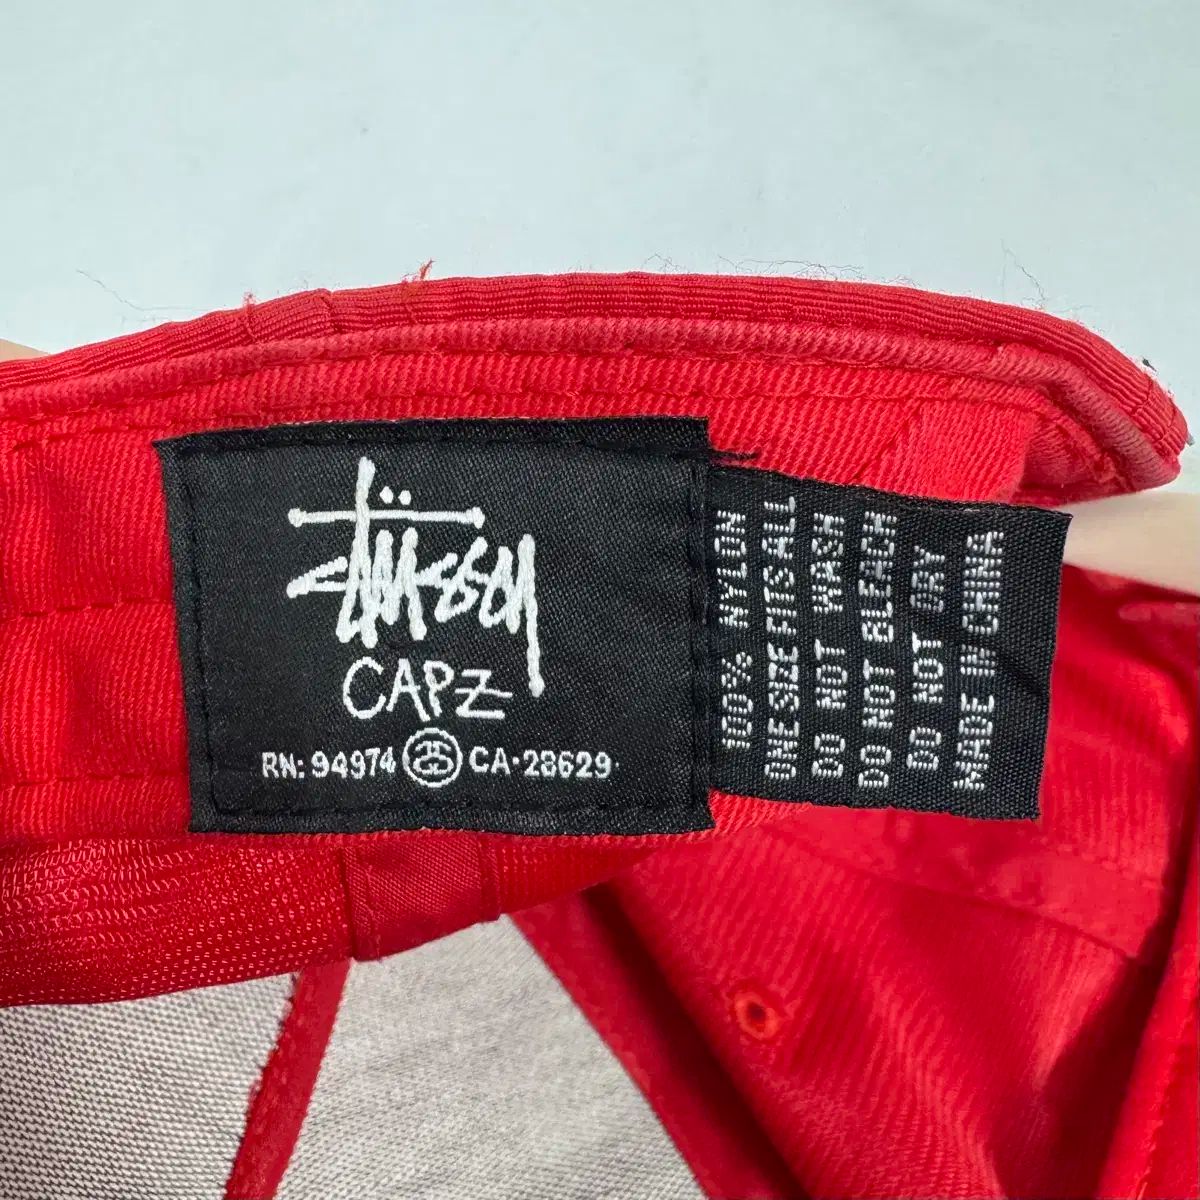 Stüssy
CAPZ
RN: 94974 CA·28629
100% NYLON
ONE SIZE FITS ALL
DO NOT WASH
DO NOT BLEACH
DO NOT DRY
MADE IN CHINA